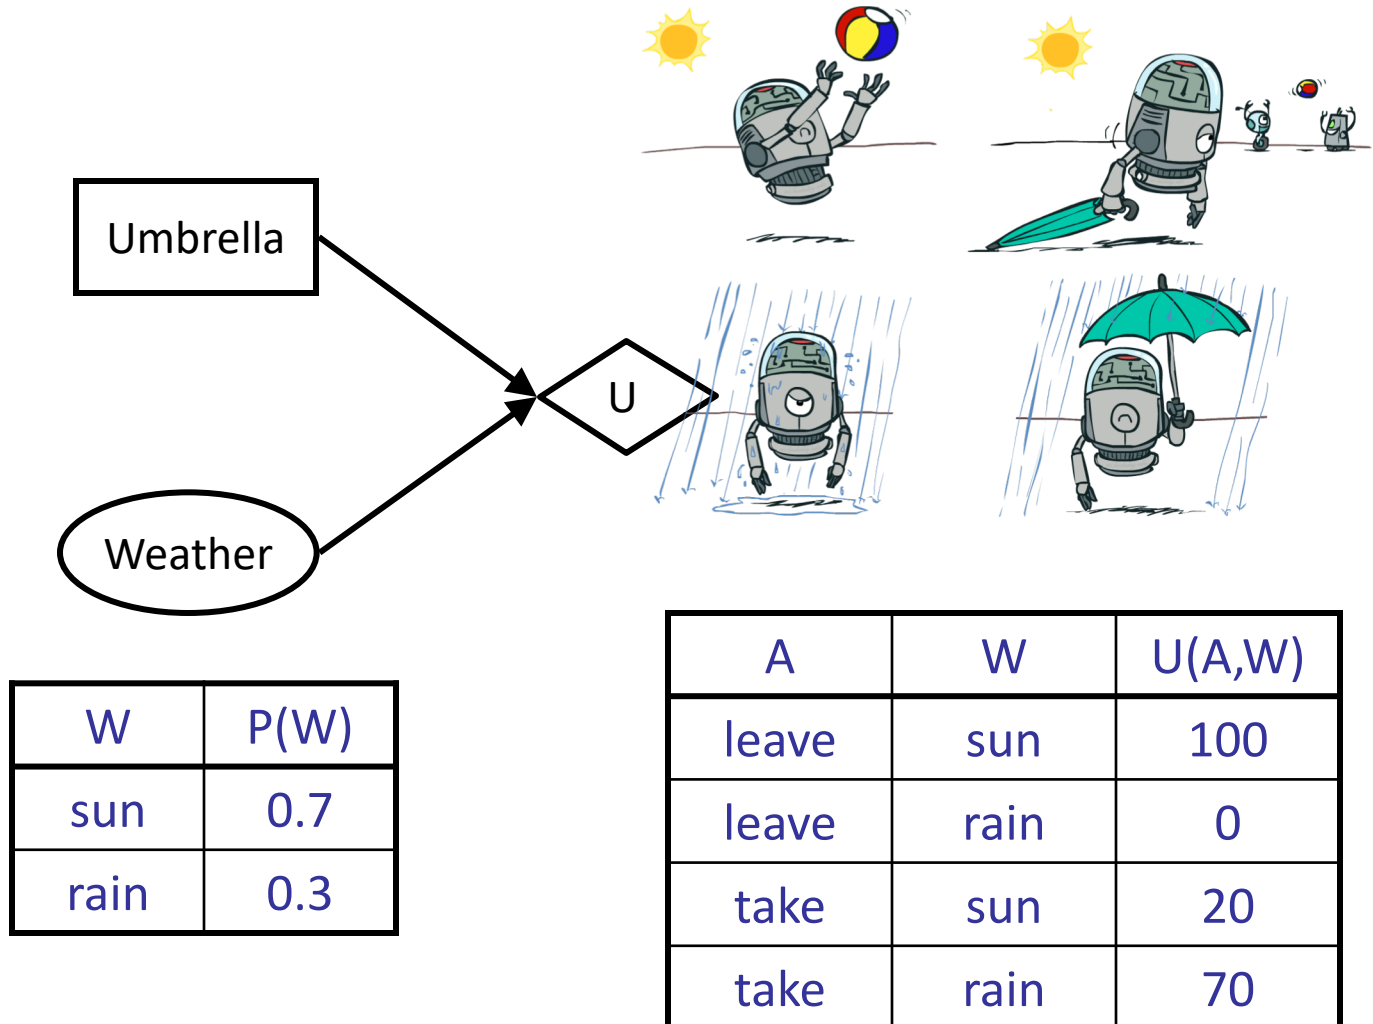 Umbrella
U
Weather
W P(W)
sun 0.7
rain 0.3
A W U(A,W)
leave sun 100
leave rain 0
take sun 20
take rain 70